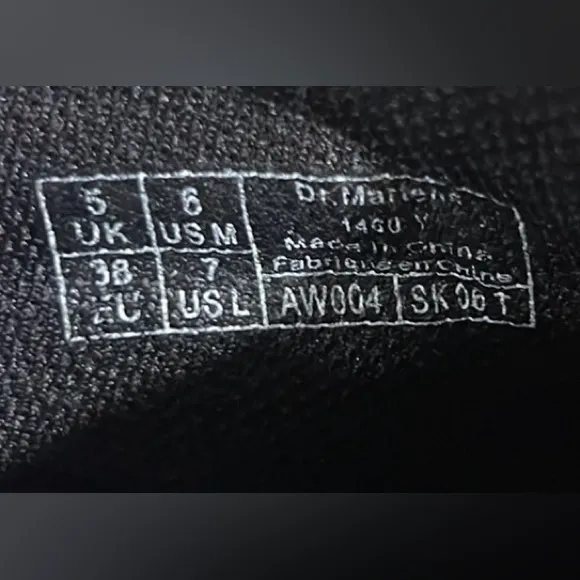 5 UK
6 US M
38 EU
7 US L
Dr. Martens
1460 Y
Made in China
Fabriqué en Chine
AW004 SK 06 T